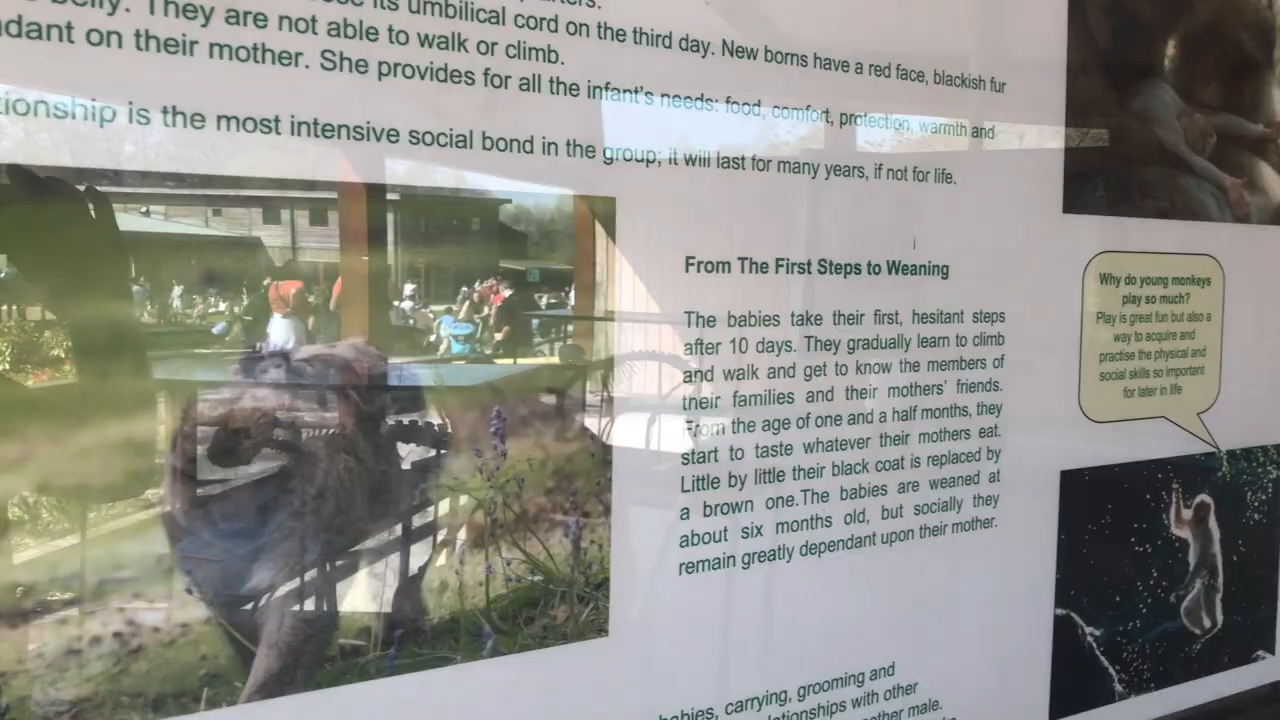 its umbilical cord on the third day. New borns have a red face, blackish fur
belly. They are not able to walk or climb.
on their mother. She provides for all the infant's needs: food, comfort, protection, warmth and
is the most intensive social bond in the group; it will last for many years, if not for life.
From The First Steps to Weaning
The babies take their first, hesitant steps
after 10 days. They gradually learn to climb
and walk and get to know the members of
their families and their mothers' friends.
From the age of one and a half months, they
start to taste whatever their mothers eat.
Little by little their black coat is replaced by
a brown one.The babies are weaned at
about six months old, but socially they
remain greatly dependant upon their mother.
Why do young monkeys
play so much?
Play is great fun but also a
way to acquire and
practise the physical and
social skills so important
for later in life
babies, carrying, grooming and
with other
male.